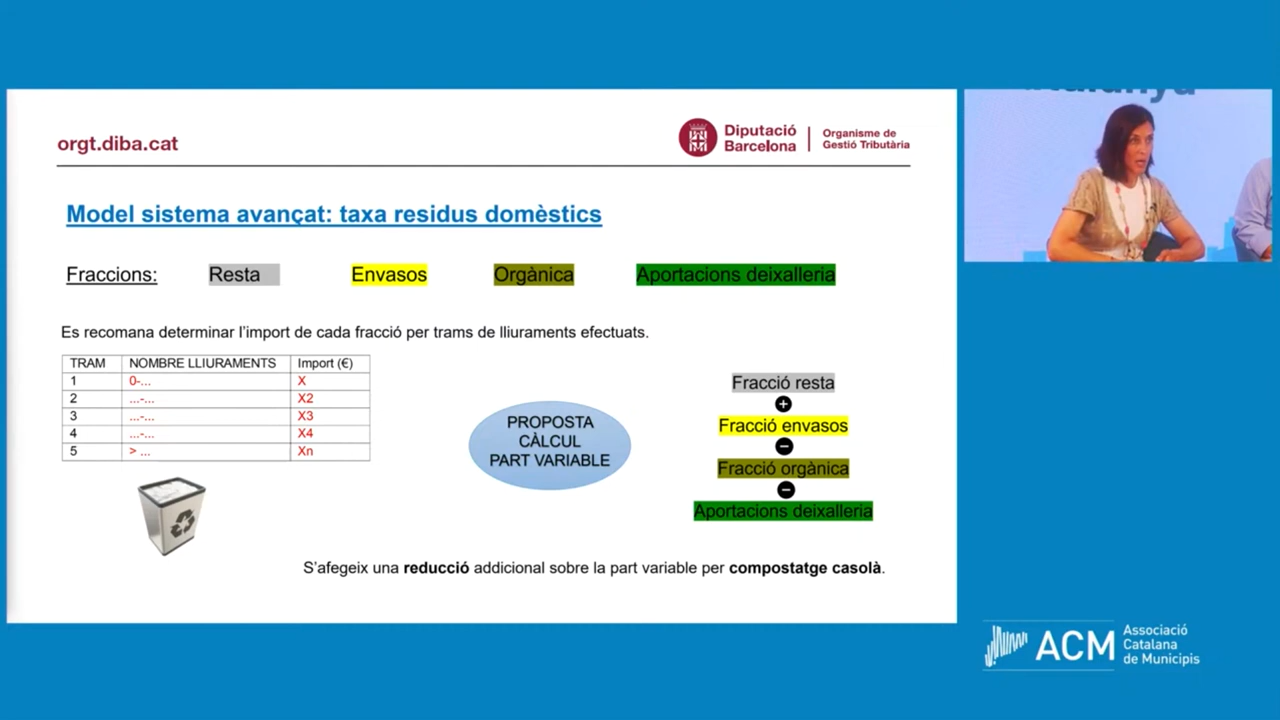 orgt.diba.cat
Diputació
Barcelona
Organisme de
Gestió Tributària
Model sistema avançat: taxa residus domèstics
Fraccions: Resta Envasos Orgànica Aportacions deixalleria
Es recomana determinar l'import de cada fracció per trams de lliuraments efectuats.
TRAM NOMBRE LLIURAMENTS Import (€)
1 0-... X
2 ...-... X2
3 ...-... X3
4 ...-... X4
5 > ... Xn
PROPOSTA
CÀLCUL
PART VARIABLE
Fracció resta
+
Fracció envasos
−
Fracció orgànica
−
Aportacions deixalleria
S'afegeix una reducció addicional sobre la part variable per compostatge casolà.
ACM
Associació
Catalana
de Municipis